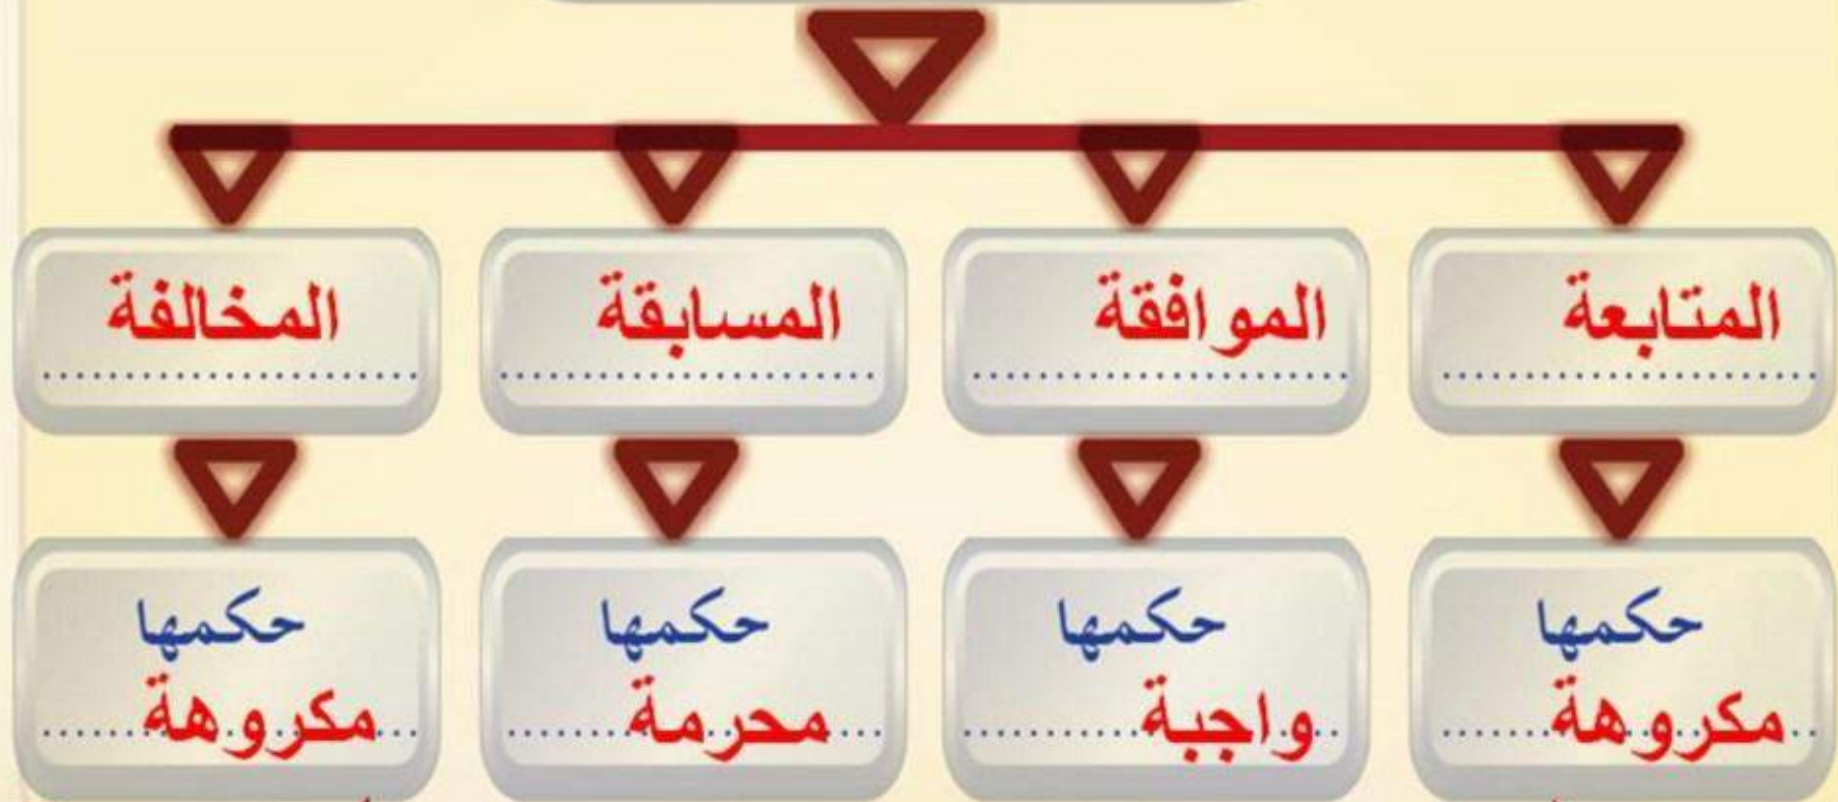 المتابعة
الموافقة
المسابقة
المخالفة
حكمها
مكروهة
حكمها
واجبة
حكمها
محرمة
حكمها
مكروهة